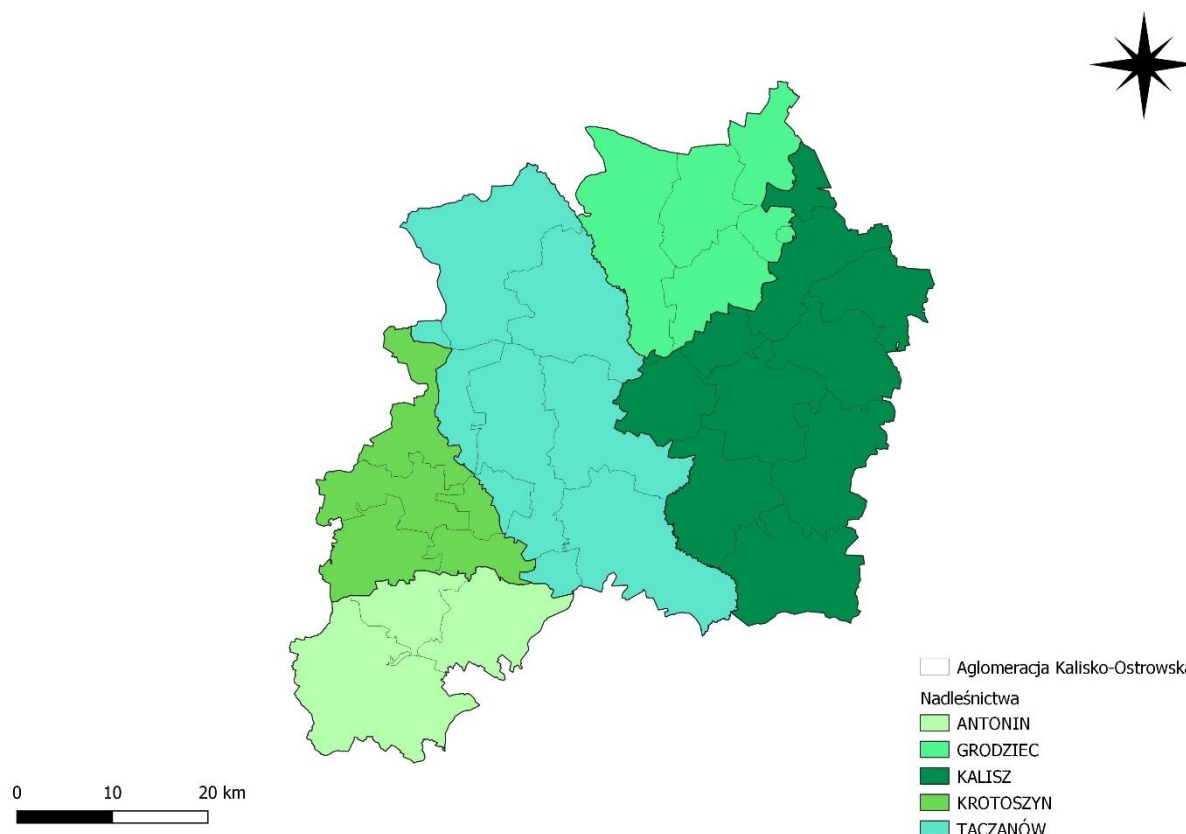 Aglomeracja Kalisko-Ostrowska
Nadleśnictwa
ANTONIN
GRODZIEC
KALISZ
KROTOSZYN
TACZANÓW
0 10 20 km